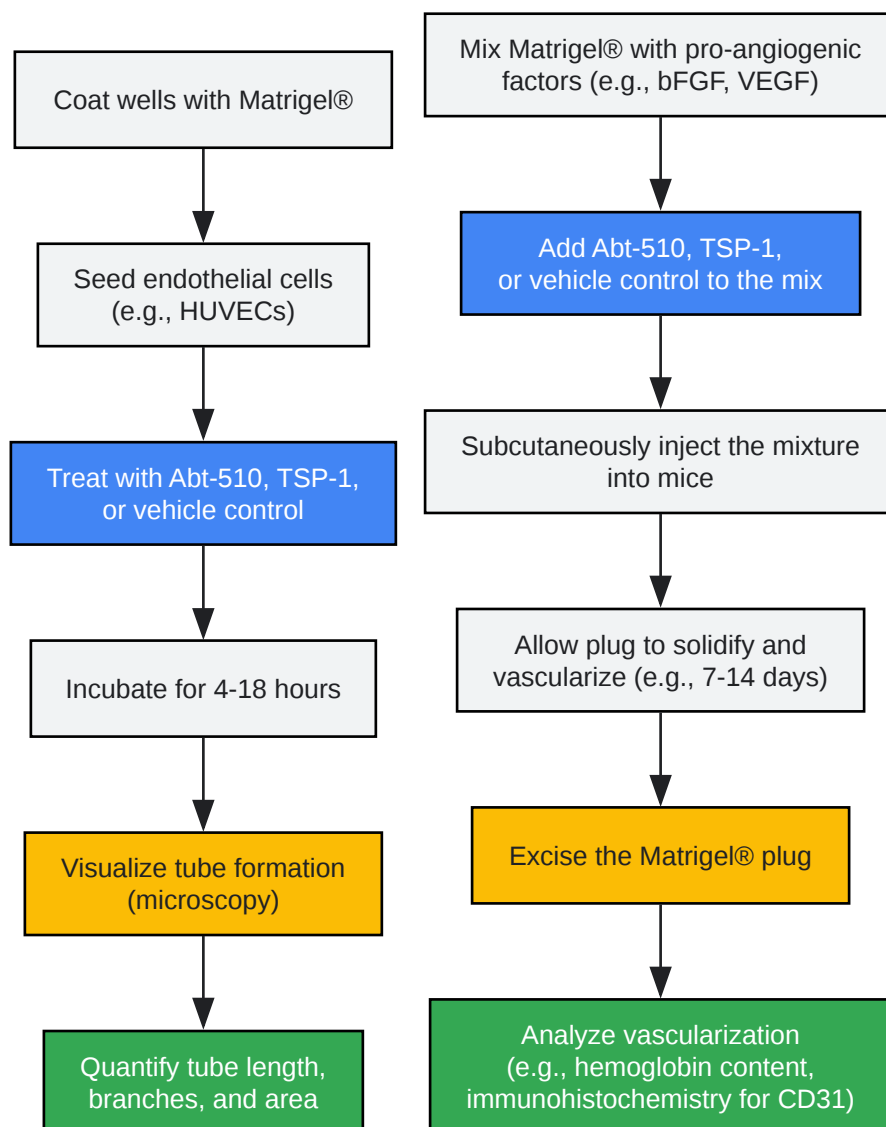 Coat wells with Matrigel®
Seed endothelial cells
(e.g., HUVECs)
Treat with Abt-510, TSP-1,
or vehicle control
Incubate for 4-18 hours
Visualize tube formation
(microscopy)
Quantify tube length,
branches, and area
Mix Matrigel® with pro-angiogenic
factors (e.g., bFGF, VEGF)
Add Abt-510, TSP-1,
or vehicle control to the mix
Subcutaneously inject the mixture
into mice
Allow plug to solidify and
vascularize (e.g., 7-14 days)
Excise the Matrigel® plug
Analyze vascularization
(e.g., hemoglobin content,
immunohistochemistry for CD31)